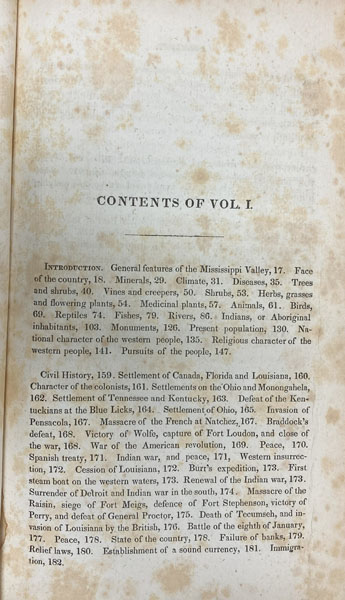 CONTENTS OF VOL. I.
INTRODUCTION. General features of the Mississippi Valley, 17. Face
of the country, 18. Minerals, 29. Climate, 31. Diseases, 35. Trees
and shrubs, 40. Vines and creepers, 50. Shrubs, 53. Herbs, grasses
and flowering plants, 54. Medicinal plants, 57. Animals, 61. Birds,
69. Reptiles 74. Fishes, 79. Rivers, 86. Indians, or Aboriginal
inhabitants, 103. Monuments, 126. Present population, 130. Na-
tional character of the western people, 135. Religious character of the
western people, 141. Pursuits of the people, 147.
Civil History, 159. Settlement of Canada, Florida and Louisiana, 160.
Character of the colonists, 161. Settlements on the Ohio and Monongahela,
162. Settlement of Tennessee and Kentucky, 163. Defeat of the Ken-
tuckians at the Blue Licks, 164. Settlement of Ohio, 165. Invasion of
Pensacola, 167. Massacre of the French at Natchez, 167. Braddock's
defeat, 168. Victory of Wolfe, capture of Fort Loudon, and close of
the war, 168. War of the American revolution, 169. Peace, 170.
Spanish treaty, 171. Indian war, and peace, 171, Western insurrec-
tion, 172. Cession of Louisiana, 172. Burr's expedition, 173. First
steam boat on the western waters, 173. Renewal of the Indian war, 173.
Surrender of Detroit and Indian war in the south, 174. Massacre of the
Raisin, siege of Fort Meigs, defence of Fort Stephenson, victory of
Perry, and defeat of General Proctor, 175. Death of Tecumseh, and in-
vasion of Louisiana by the British, 176. Battle of the eighth of January,
177. Peace, 178. State of the country, 178. Failure of banks, 179.
Relief laws, 180. Establishment of a sound currency, 181. Immigra-
tion, 182.